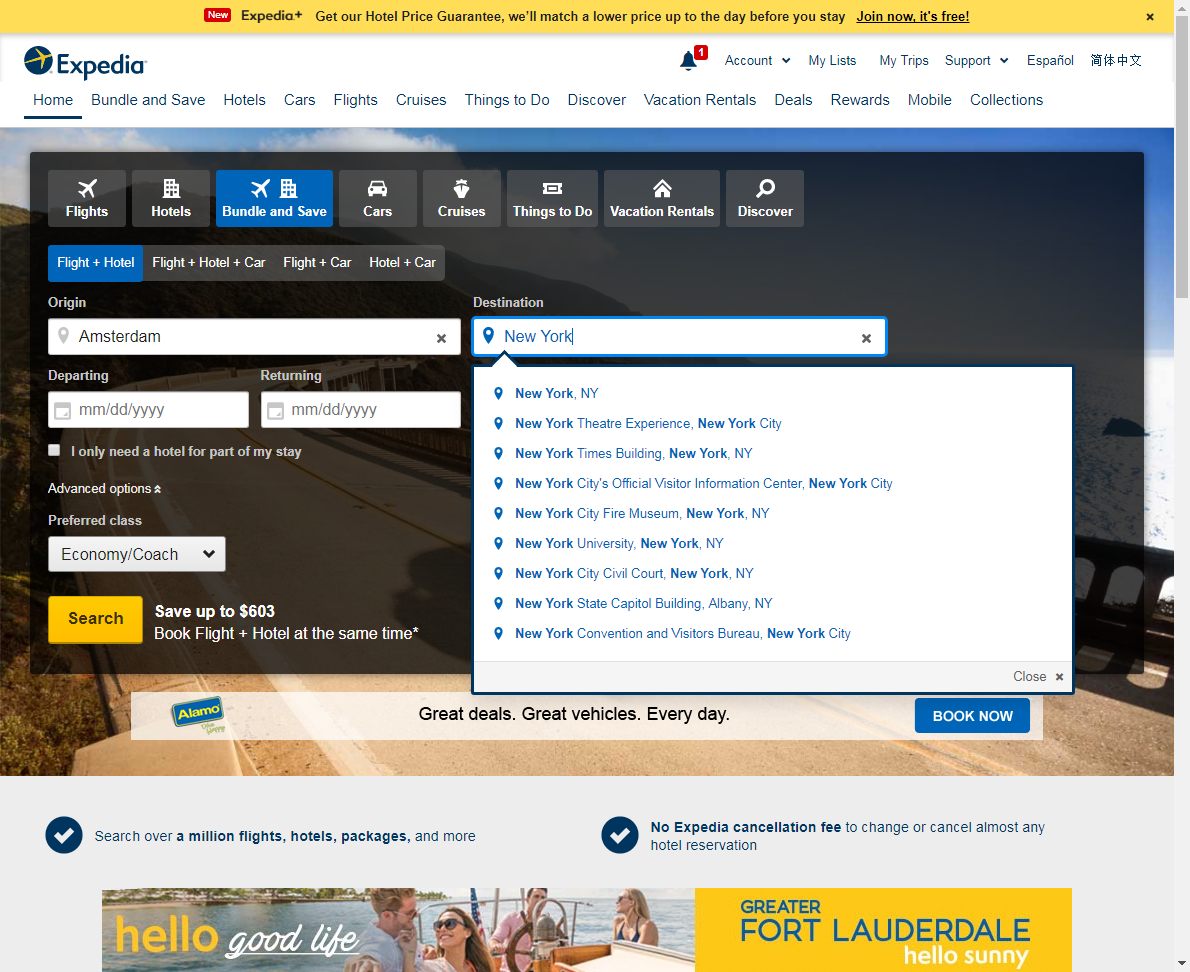 New Expedia+ Get our Hotel Price Guarantee, we'll match a lower price up to the day before you stay Join now, it's free!
Expedia
1 Account My Lists My Trips Support Español 简体中文
Home Bundle and Save Hotels Cars Flights Cruises Things to Do Discover Vacation Rentals Deals Rewards Mobile Collections
Flights Hotels Bundle and Save Cars Cruises Things to Do Vacation Rentals Discover
Flight + Hotel Flight + Hotel + Car Flight + Car Hotel + Car
Origin Destination
Amsterdam New York
Departing Returning
mm/dd/yyyy mm/dd/yyyy
I only need a hotel for part of my stay
Advanced options
Preferred class
Economy/Coach
Search
Save up to $603
Book Flight + Hotel at the same time*
New York, NY
New York Theatre Experience, New York City
New York Times Building, New York, NY
New York City's Official Visitor Information Center, New York City
New York City Fire Museum, New York, NY
New York University, New York, NY
New York City Civil Court, New York, NY
New York State Capitol Building, Albany, NY
New York Convention and Visitors Bureau, New York City
Close
Alamo Great deals. Great vehicles. Every day. BOOK NOW
Search over a million flights, hotels, packages, and more
No Expedia cancellation fee to change or cancel almost any
hotel reservation
hello good life
GREATER
FORT LAUDERDALE
hello sunny